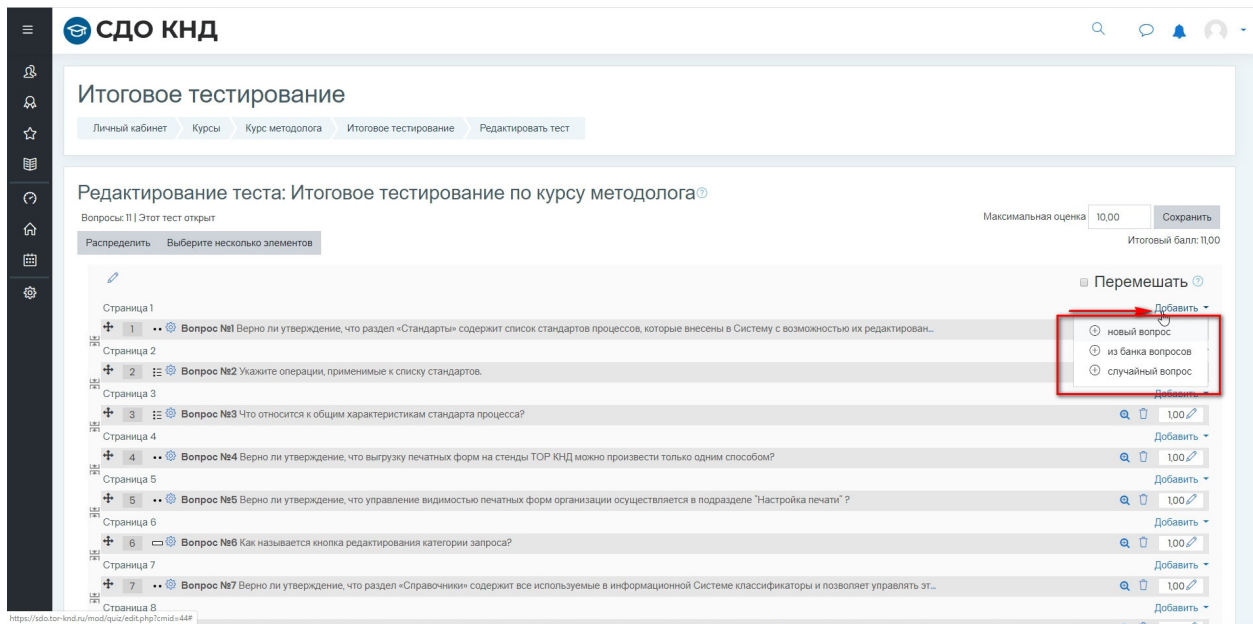 СДО КНД
Итоговое тестирование
Личный кабинет Курсы Курс методолога Итоговое тестирование Редактировать тест
Редактирование теста: Итоговое тестирование по курсу методолога
Вопросы: 11 | Этот тест открыт
Максимальная оценка 10,00 Сохранить
Распределить Выберите несколько элементов
Итоговый балл: 11,00
Перемешать
Страница 1
Добавить
1 Вопрос №1 Верно ли утверждение, что раздел «Стандарты» содержит список стандартов процессов, которые внесены в Систему с возможностью их редактирован...
новый вопрос
Страница 2
из банка вопросов
2 Вопрос №2 Укажите операции, применимые к списку стандартов.
случайный вопрос
Страница 3
Добавить
3 Вопрос №3 Что относится к общим характеристикам стандарта процесса?
1,00
Страница 4
Добавить
4 Вопрос №4 Верно ли утверждение, что выгрузку печатных форм на стенды ТОР КНД можно произвести только одним способом?
1,00
Страница 5
Добавить
5 Вопрос №5 Верно ли утверждение, что управление видимостью печатных форм организации осуществляется в подразделе "Настройка печати" ?
1,00
Страница 6
Добавить
6 Вопрос №6 Как называется кнопка редактирования категории запроса?
1,00
Страница 7
Добавить
7 Вопрос №7 Верно ли утверждение, что раздел «Справочники» содержит все используемые в информационной Системе классификаторы и позволяет управлять эт...
1,00
Страница 8
Добавить
https://sdo.tor-knd.ru/mod/quiz/edit.php?cmid=44#